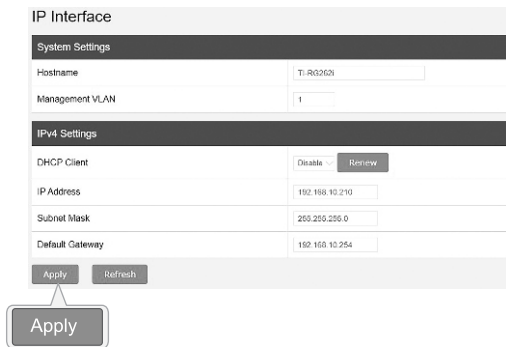 IP Interface
System Settings
Hostname TI-RG262i
Management VLAN 1
IPv4 Settings
DHCP Client Disable Renew
IP Address 192.168.10.210
Subnet Mask 255.255.255.0
Default Gateway 192.168.10.254
Apply Refresh
Apply